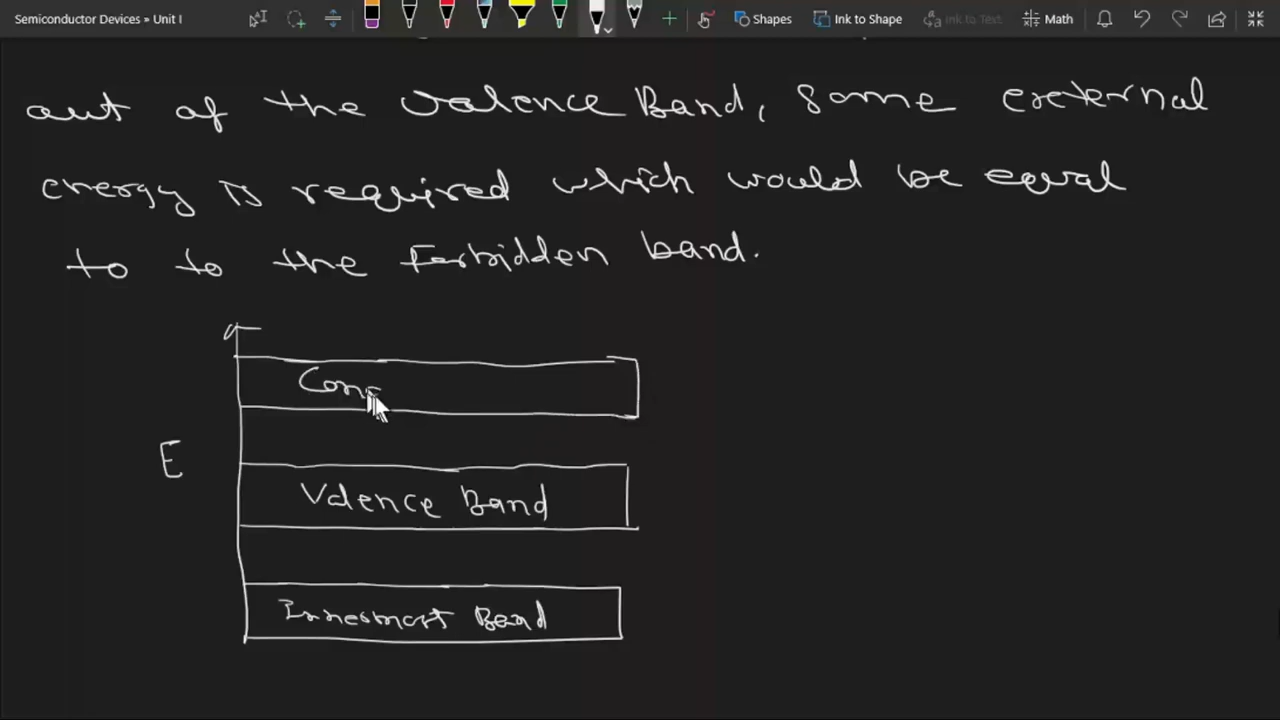 Semiconductor Devices » Unit I
Shapes
Ink to Shape
Ink to Text
Math
out of the Valence Band, some external
energy is required which would be equal
to to the Forbidden band.
Con
E
Valence Band
Innesmost Band